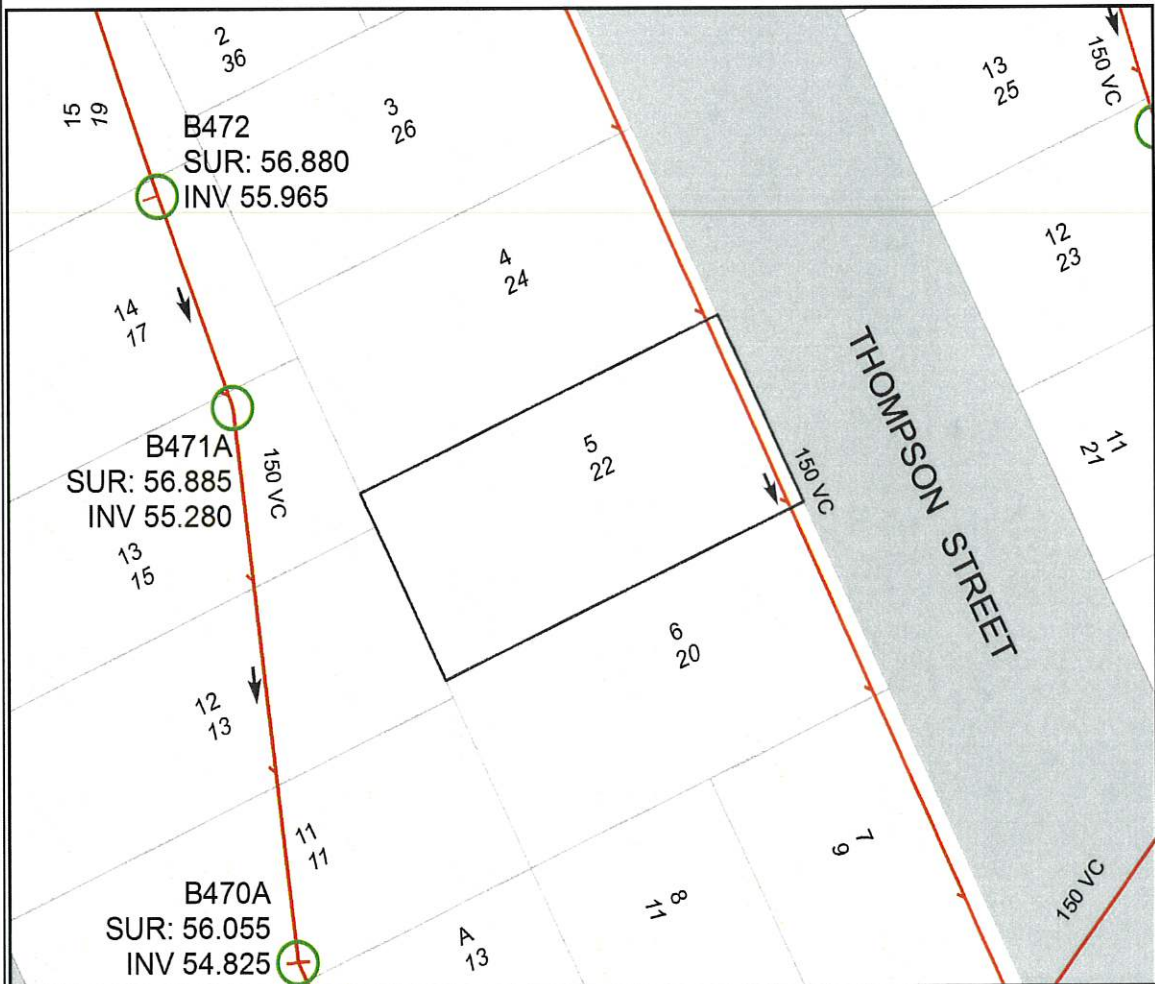 2
36
15
19
3
26
13
25
150 VC
B472
SUR: 56.880
INV 55.965
4
24
12
23
14
17
THOMPSON STREET
B471A
SUR: 56.885
INV 55.280
150 VC
5
22
150 VC
11
21
13
15
6
20
12
13
11
11
7
9
8
11
B470A
SUR: 56.055
INV 54.825
A
13
150 VC